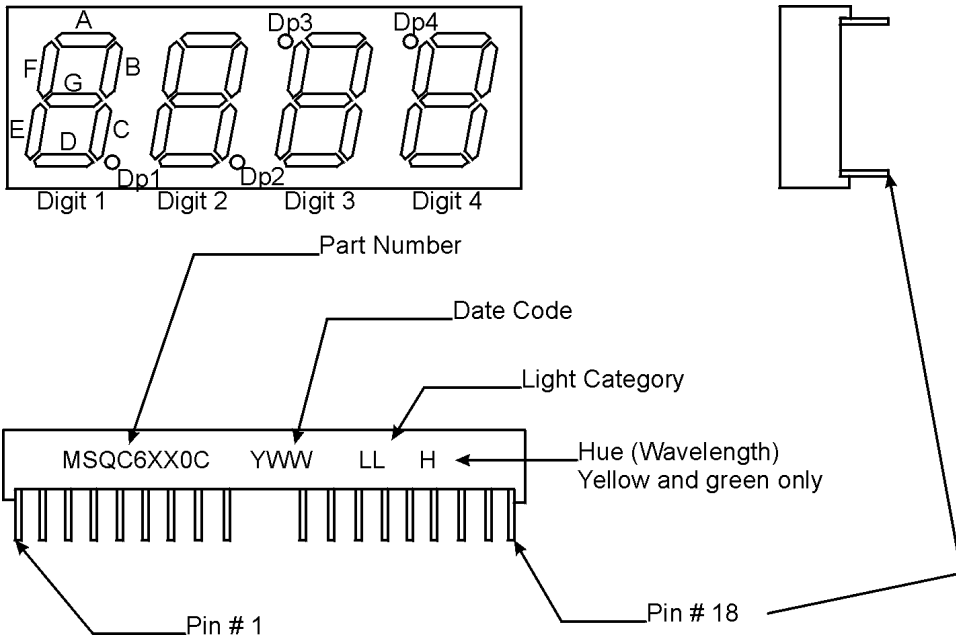 A
Dp3
Dp4
F
B
G
E
C
D
Dp1
Dp2
Digit 1
Digit 2
Digit 3
Digit 4
Part Number
Date Code
Light Category
MSQC6XX0C YWW LL H
Hue (Wavelength)
Yellow and green only
Pin # 1
Pin # 18